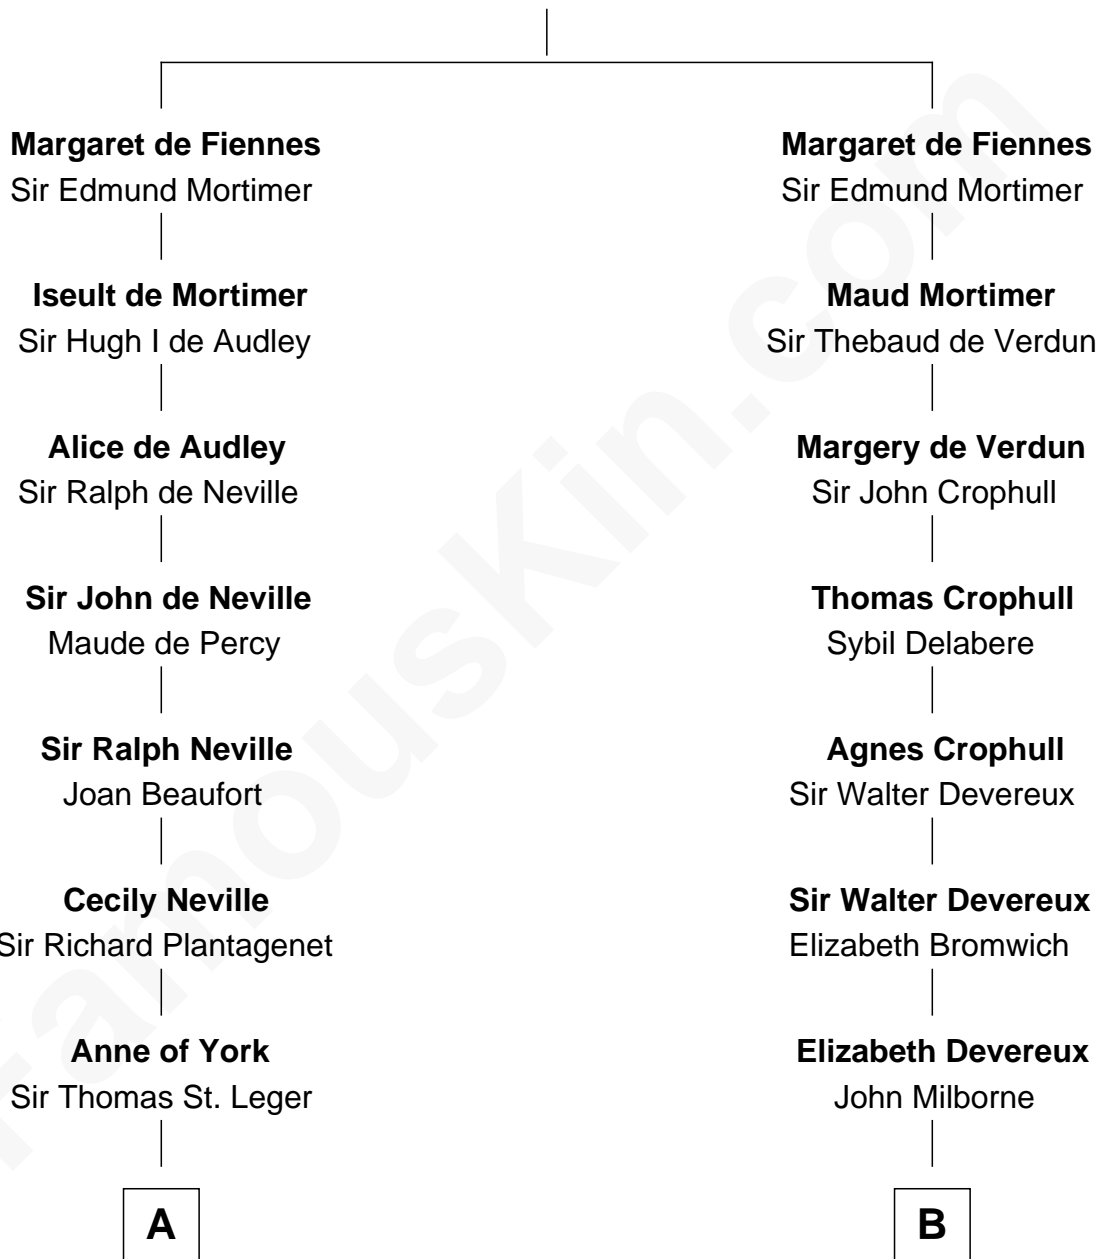 Margaret de Fiennes
Sir Edmund Mortimer
Iseult de Mortimer
Sir Hugh I de Audley
Alice de Audley
Sir Ralph de Neville
Sir John de Neville
Maude de Percy
Sir Ralph Neville
Joan Beaufort
Cecily Neville
Sir Richard Plantagenet
Anne of York
Sir Thomas St. Leger
A
Margaret de Fiennes
Sir Edmund Mortimer
Maud Mortimer
Sir Thebaud de Verdun
Margery de Verdun
Sir John Crophull
Thomas Crophull
Sybil Delabere
Agnes Crophull
Sir Walter Devereux
Sir Walter Devereux
Elizabeth Bromwich
Elizabeth Devereux
John Milborne
B
FamousKin.com